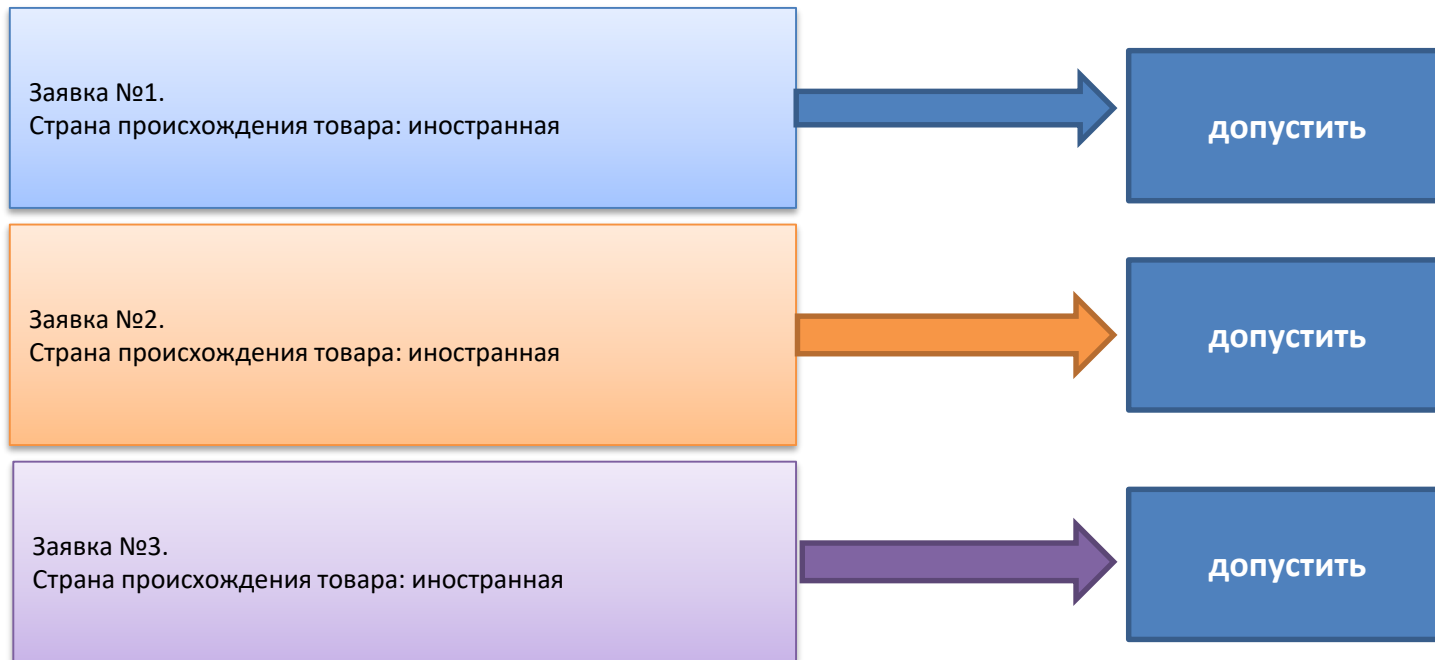 Заявка №1.
Страна происхождения товара: иностранная
допустить
Заявка №2.
Страна происхождения товара: иностранная
допустить
Заявка №3.
Страна происхождения товара: иностранная
допустить